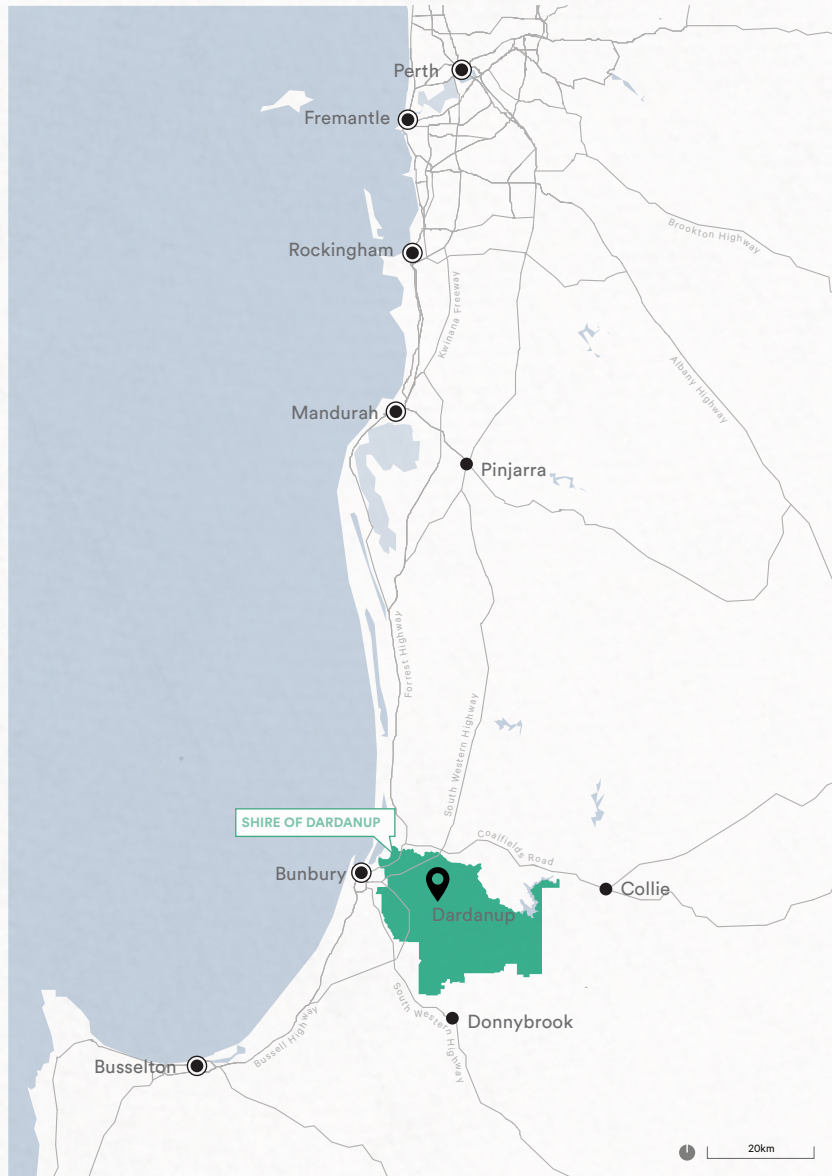 Perth
Fremantle
Brookton Highway
Rockingham
Kwinana Freeway
Albany Highway
Mandurah
Pinjarra
Forrest Highway
South Western Highway
SHIRE OF DARDANUP
Coalfields Road
Bunbury
Collie
Dardanup
South Western Highway
Donnybrook
Bussell Highway
Busselton
20km